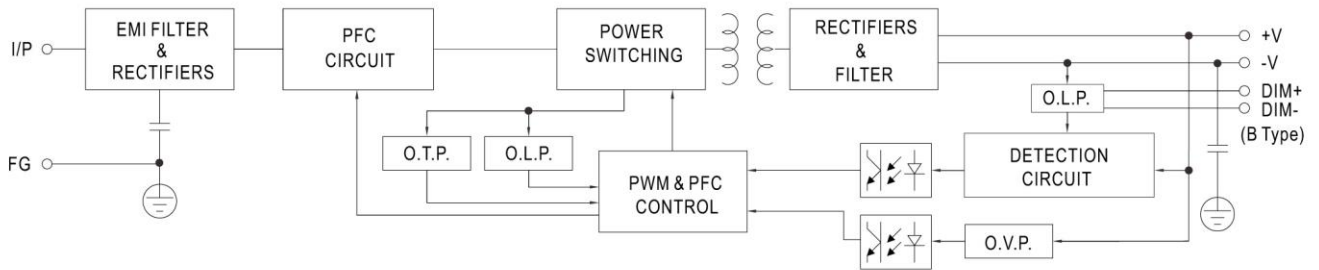 I/P
EMI FILTER
&
RECTIFIERS
PFC
CIRCUIT
POWER
SWITCHING
RECTIFIERS
&
FILTER
+V
-V
DIM+
DIM-
(B Type)
O.L.P.
FG
O.T.P.
O.L.P.
PWM & PFC
CONTROL
DETECTION
CIRCUIT
O.V.P.